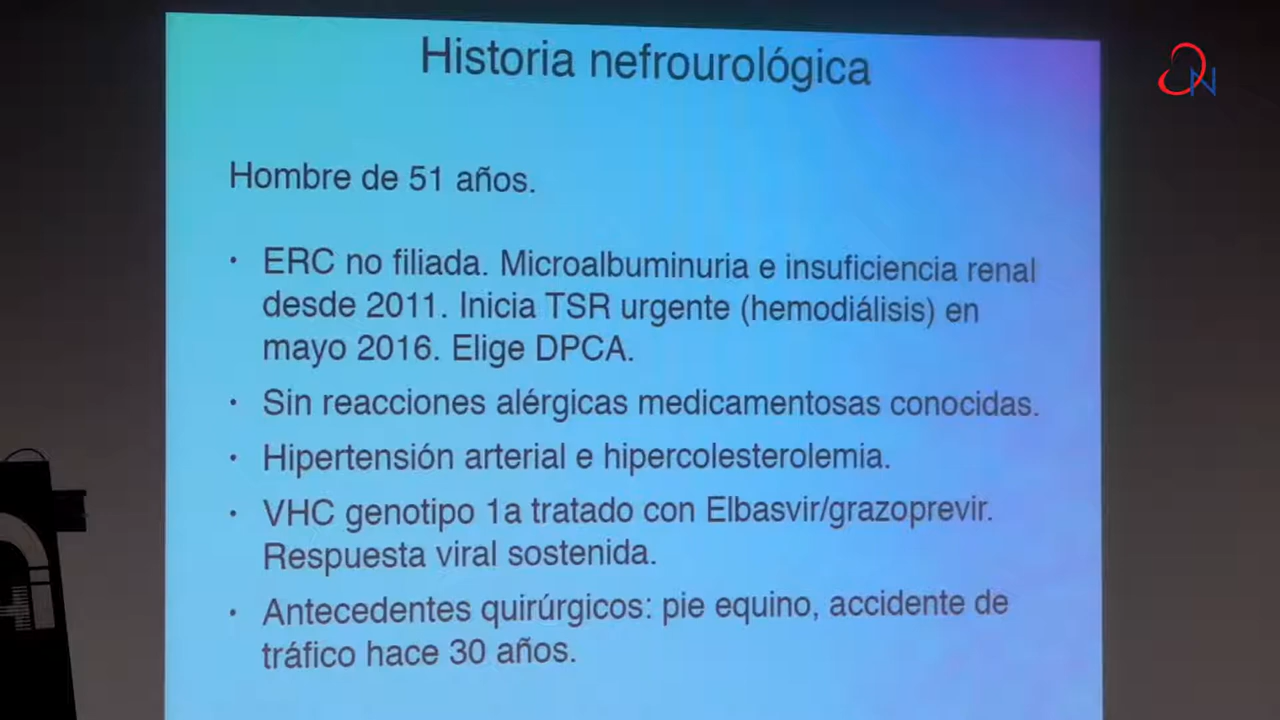 Historia nefrourológica
Hombre de 51 años.
• ERC no filiada. Microalbuminuria e insuficiencia renal
desde 2011. Inicia TSR urgente (hemodiálisis) en
mayo 2016. Elige DPCA.
• Sin reacciones alérgicas medicamentosas conocidas.
• Hipertensión arterial e hipercolesterolemia.
• VHC genotipo 1a tratado con Elbasvir/grazoprevir.
Respuesta viral sostenida.
• Antecedentes quirúrgicos: pie equino, accidente de
tráfico hace 30 años.
N